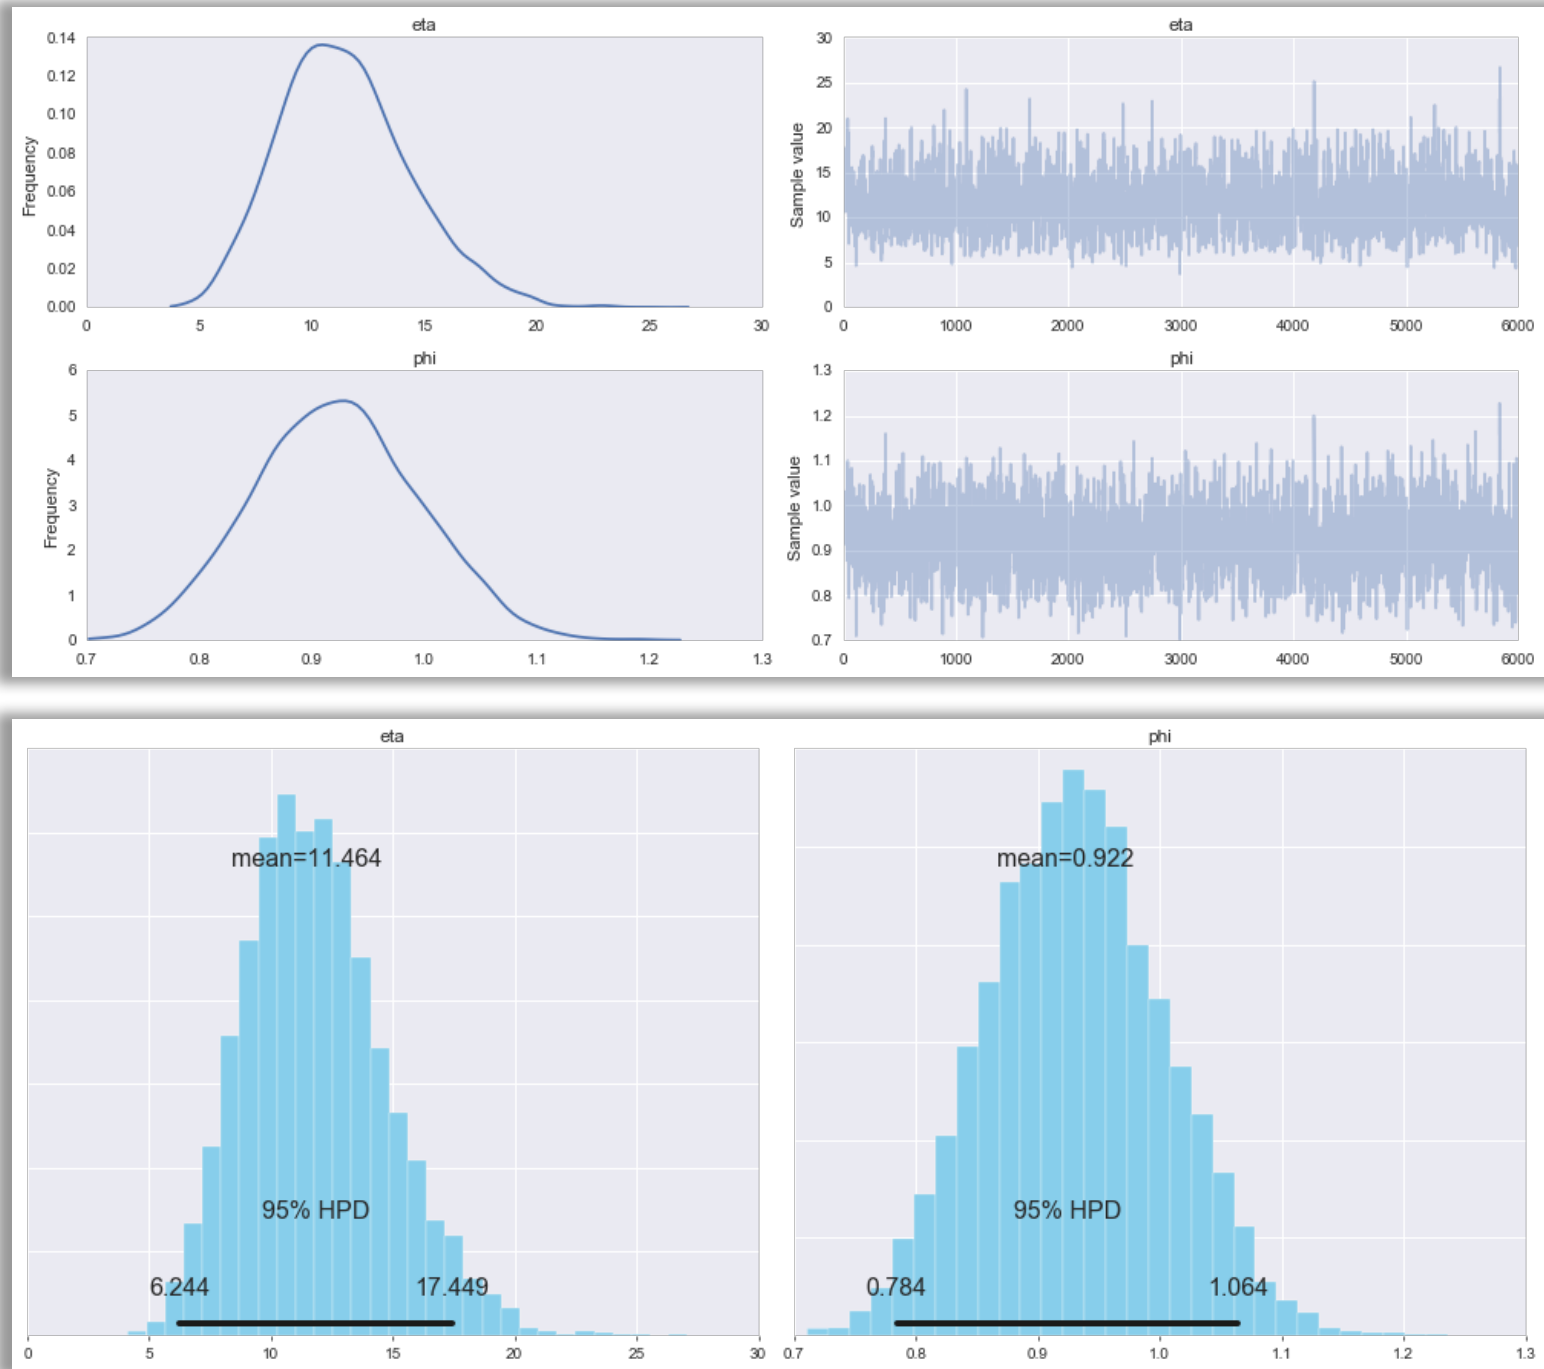 eta
0.14
0.12
0.10
0.08
0.06
0.04
0.02
0.00
Frequency
0 5 10 15 20 25 30
eta
30
25
20
15
10
5
0
Sample value
0 1000 2000 3000 4000 5000 6000
phi
6
5
4
3
2
1
0
Frequency
0.7 0.8 0.9 1.0 1.1 1.2 1.3
phi
1.3
1.2
1.1
1.0
0.9
0.8
0.7
Sample value
0 1000 2000 3000 4000 5000 6000
eta
mean=11.464
95% HPD
6.244 17.449
0 5 10 15 20 25 30
phi
mean=0.922
95% HPD
0.784 1.064
0.7 0.8 0.9 1.0 1.1 1.2 1.3